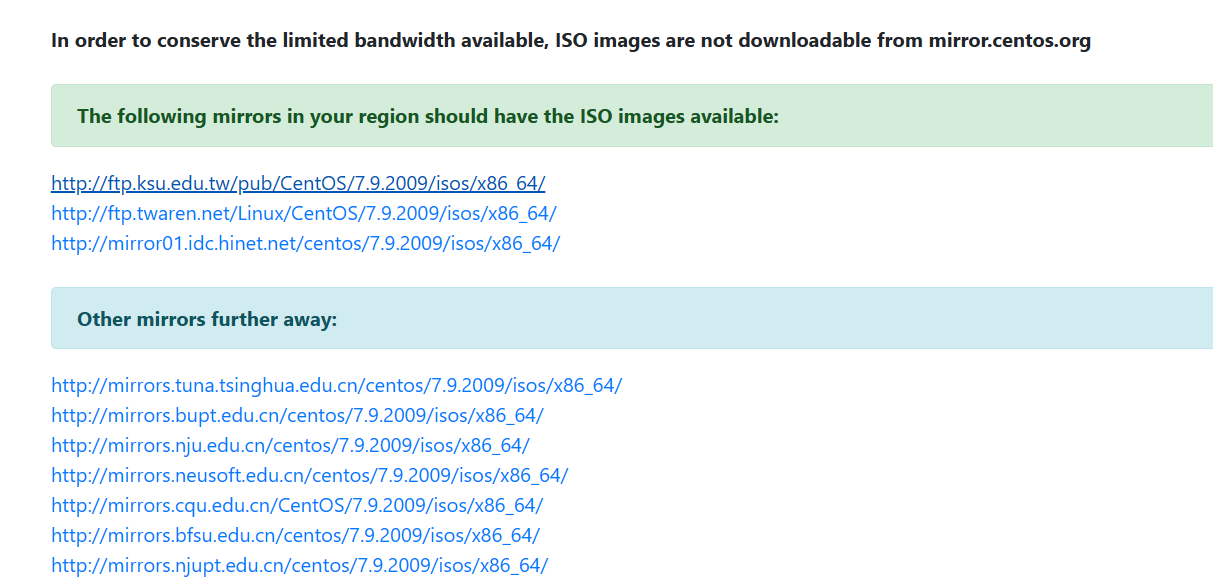 In order to conserve the limited bandwidth available, ISO images are not downloadable from mirror.centos.org
The following mirrors in your region should have the ISO images available:
http://ftp.ksu.edu.tw/pub/CentOS/7.9.2009/isos/x86_64/
http://ftp.twaren.net/Linux/CentOS/7.9.2009/isos/x86_64/
http://mirror01.idc.hinet.net/centos/7.9.2009/isos/x86_64/
Other mirrors further away:
http://mirrors.tuna.tsinghua.edu.cn/centos/7.9.2009/isos/x86_64/
http://mirrors.bupt.edu.cn/centos/7.9.2009/isos/x86_64/
http://mirrors.nju.edu.cn/centos/7.9.2009/isos/x86_64/
http://mirrors.neusoft.edu.cn/centos/7.9.2009/isos/x86_64/
http://mirrors.cqu.edu.cn/CentOS/7.9.2009/isos/x86_64/
http://mirrors.bfsu.edu.cn/centos/7.9.2009/isos/x86_64/
http://mirrors.njupt.edu.cn/centos/7.9.2009/isos/x86_64/